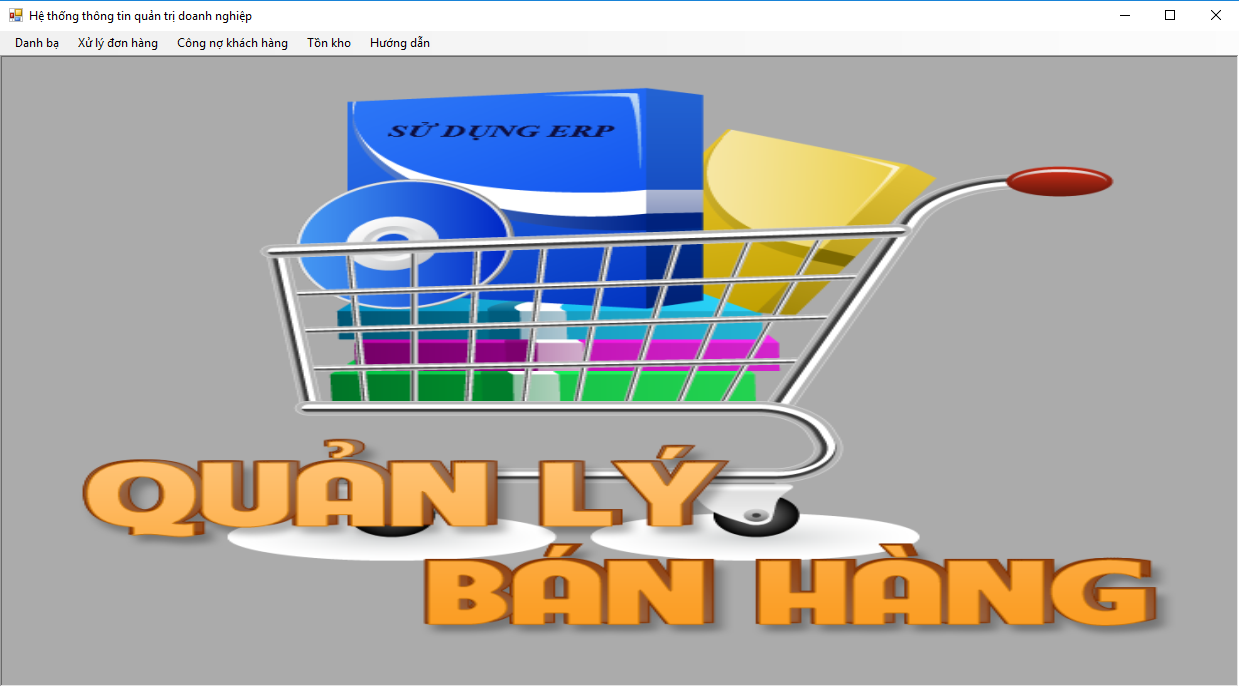 Hệ thống thông tin quản trị doanh nghiệp
Danh bạ Xử lý đơn hàng Công nợ khách hàng Tồn kho Hướng dẫn
SỬ DỤNG ERP
QUẢN LÝ
BÁN HÀNG